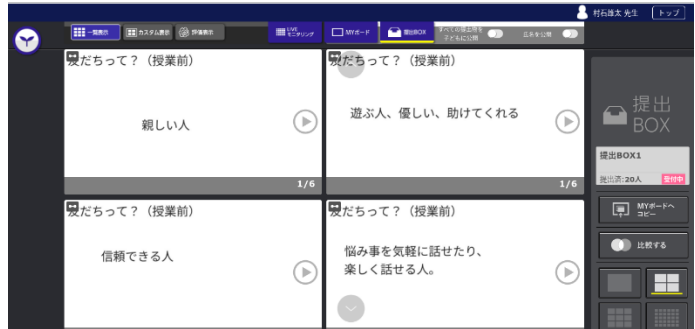 村石雄太 先生
トップ
一覧表示
カスタム表示
評価表示
LIVE
モニタリング
MYボード
提出BOX
すべての提出箱を
子どもに公開
広名を公開
友だちって？（授業前）
親しい人
1/6
友だちって？（授業前）
遊ぶ人、優しい、助けてくれる
1/6
友だちって？（授業前）
信頼できる人
友だちって？（授業前）
悩み事を気軽に話せたり、
楽しく話せる人。
提出
BOX
提出BOX1
提出済:20人
受付中
MYボードへ
コピー
比較する